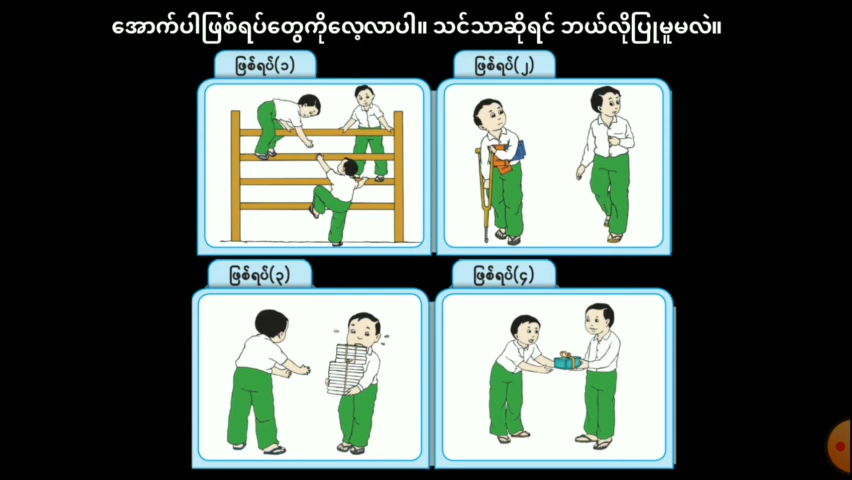 အောက်ပါဖြစ်ရပ်တွေကိုလေ့လာပါ။ သင်သာဆိုရင် ဘယ်လိုပြုမူမလဲ။
ဖြစ်ရပ်(၁)
ဖြစ်ရပ်(၂)
ဖြစ်ရပ်(၃)
ဖြစ်ရပ်(၄)